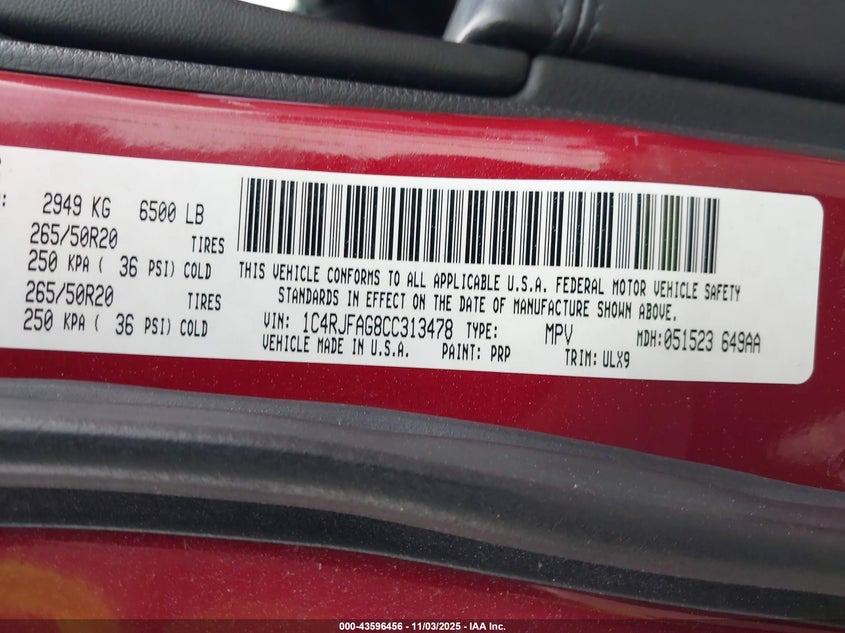 2949 KG 6500 LB
265/50R20 TIRES
250 KPA ( 36 PSI) COLD
265/50R20 TIRES
250 KPA ( 36 PSI) COLD
THIS VEHICLE CONFORMS TO ALL APPLICABLE U.S.A. FEDERAL MOTOR VEHICLE SAFETY
STANDARDS IN EFFECT ON THE DATE OF MANUFACTURE SHOWN ABOVE.
VIN: 1C4RJFAG8CC313478 TYPE: MPV MDH:051523 649AA
VEHICLE MADE IN U.S.A. PAINT: PRP TRIM: ULX9
000-43596456 - 11/03/2025 - IAA Inc.